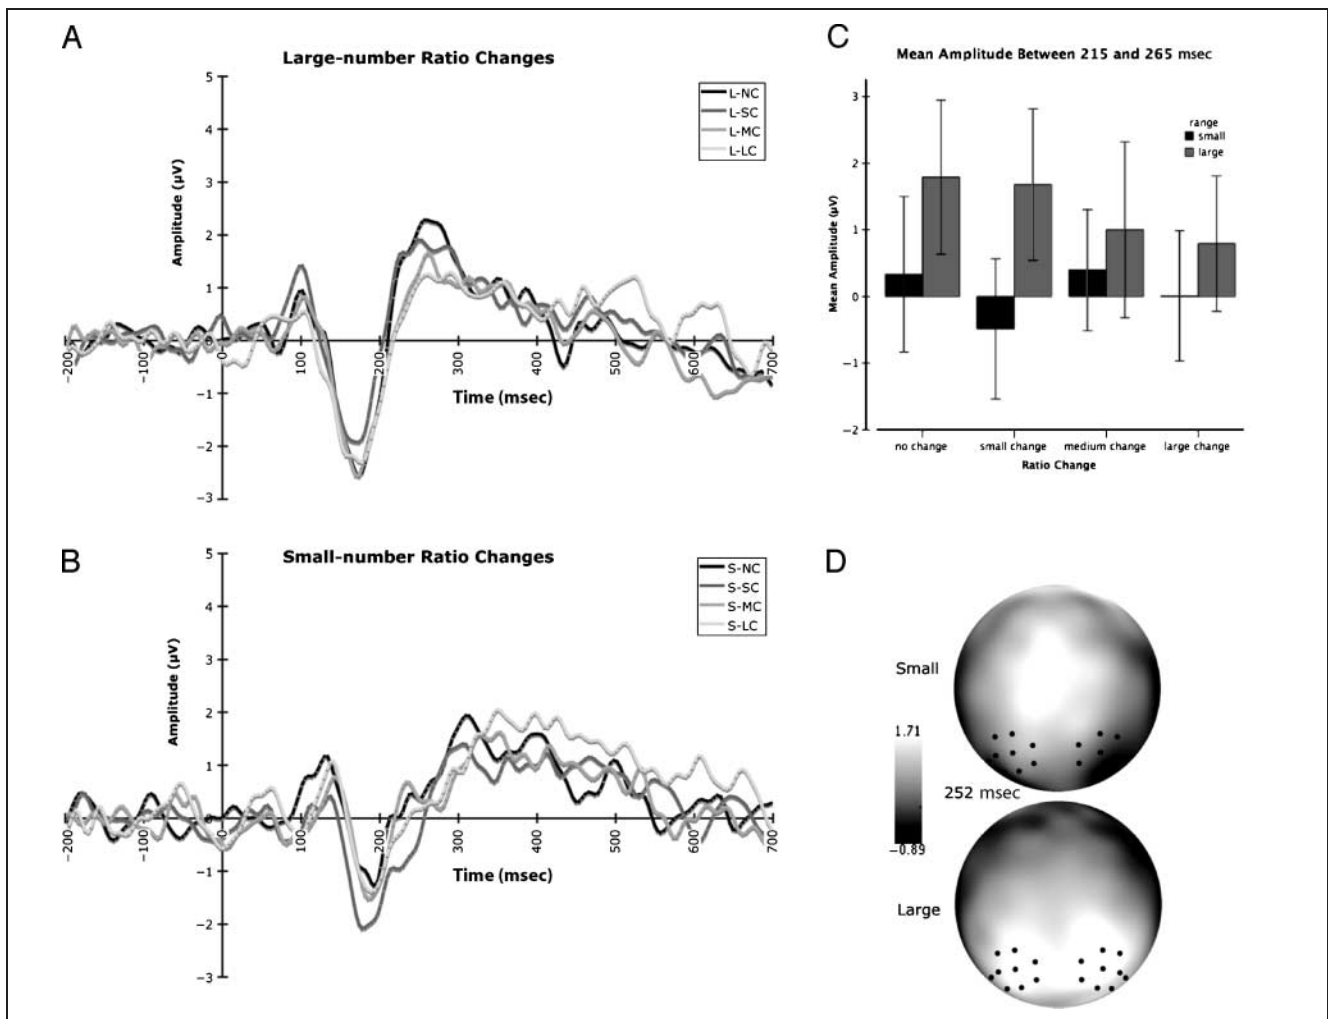 A
Large-number Ratio Changes
L-NC
L-SC
L-MC
L-LC
5
4
3
2
1
0
-1
-2
-3
Amplitude (μV)
-200
-100
0
100
200
300
400
500
600
700
Time (msec)
B
Small-number Ratio Changes
S-NC
S-SC
S-MC
S-LC
5
4
3
2
1
0
-1
-2
-3
Amplitude (μV)
-200
-100
0
100
200
300
400
500
600
700
Time (msec)
C
Mean Amplitude Between 215 and 265 msec
range
small
large
3
2
1
0
-1
-2
Mean Amplitude (μV)
no change
small change
medium change
large change
Ratio Change
D
Small
1.71
252 msec
-0.89
Large